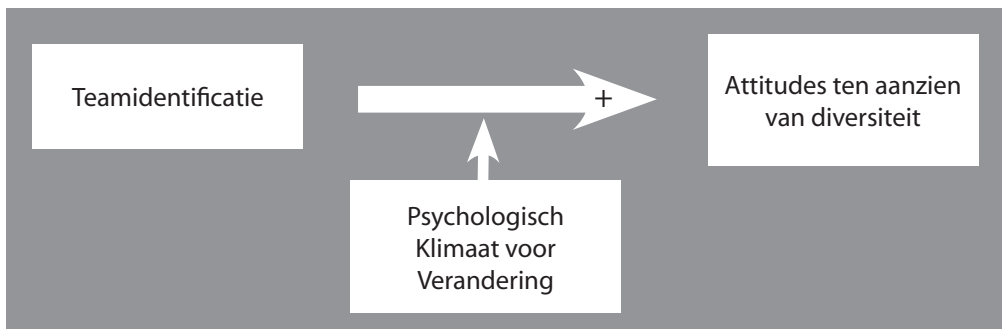 Teamidentificatie
+
Attitudes ten aanzien
van diversiteit
Psychologisch
Klimaat voor
Verandering